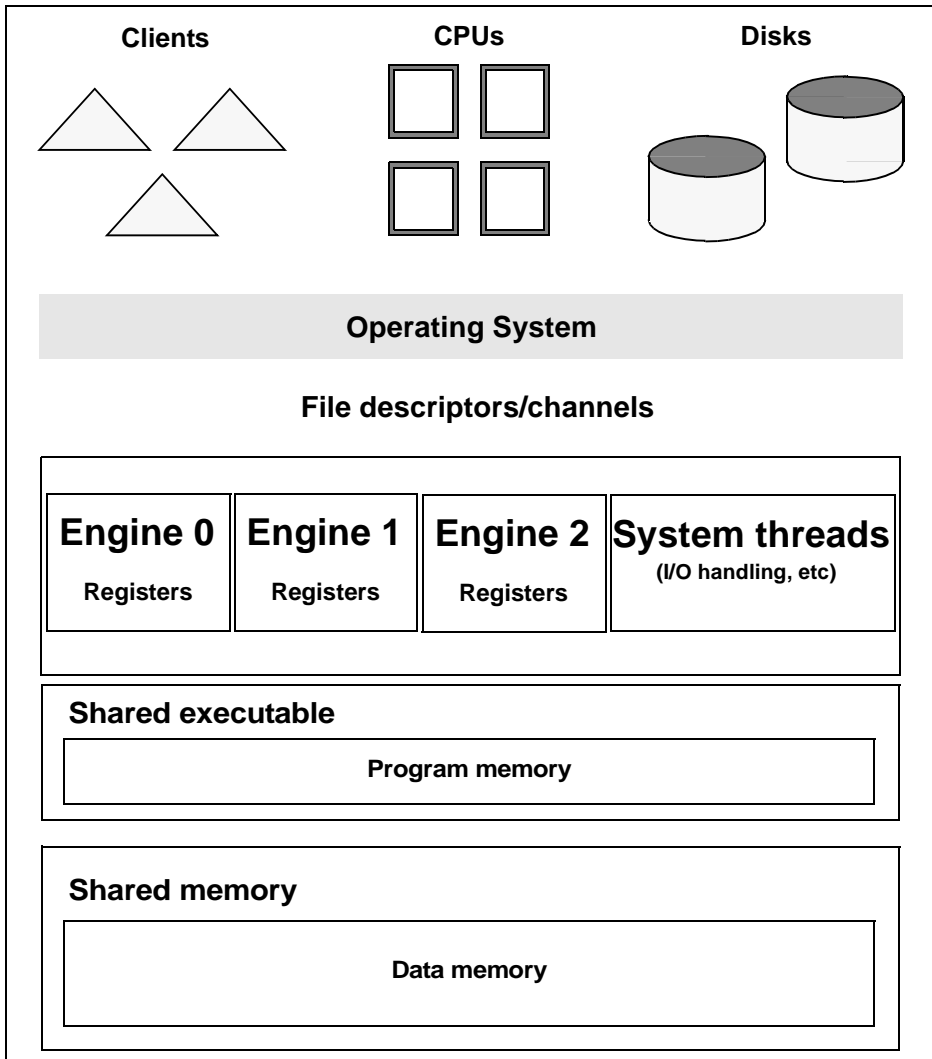 Clients CPUs Disks
Operating System
File descriptors/channels
Engine 0 Engine 1 Engine 2 System threads
(I/O handling, etc)
Registers Registers Registers
Shared executable
Program memory
Shared memory
Data memory